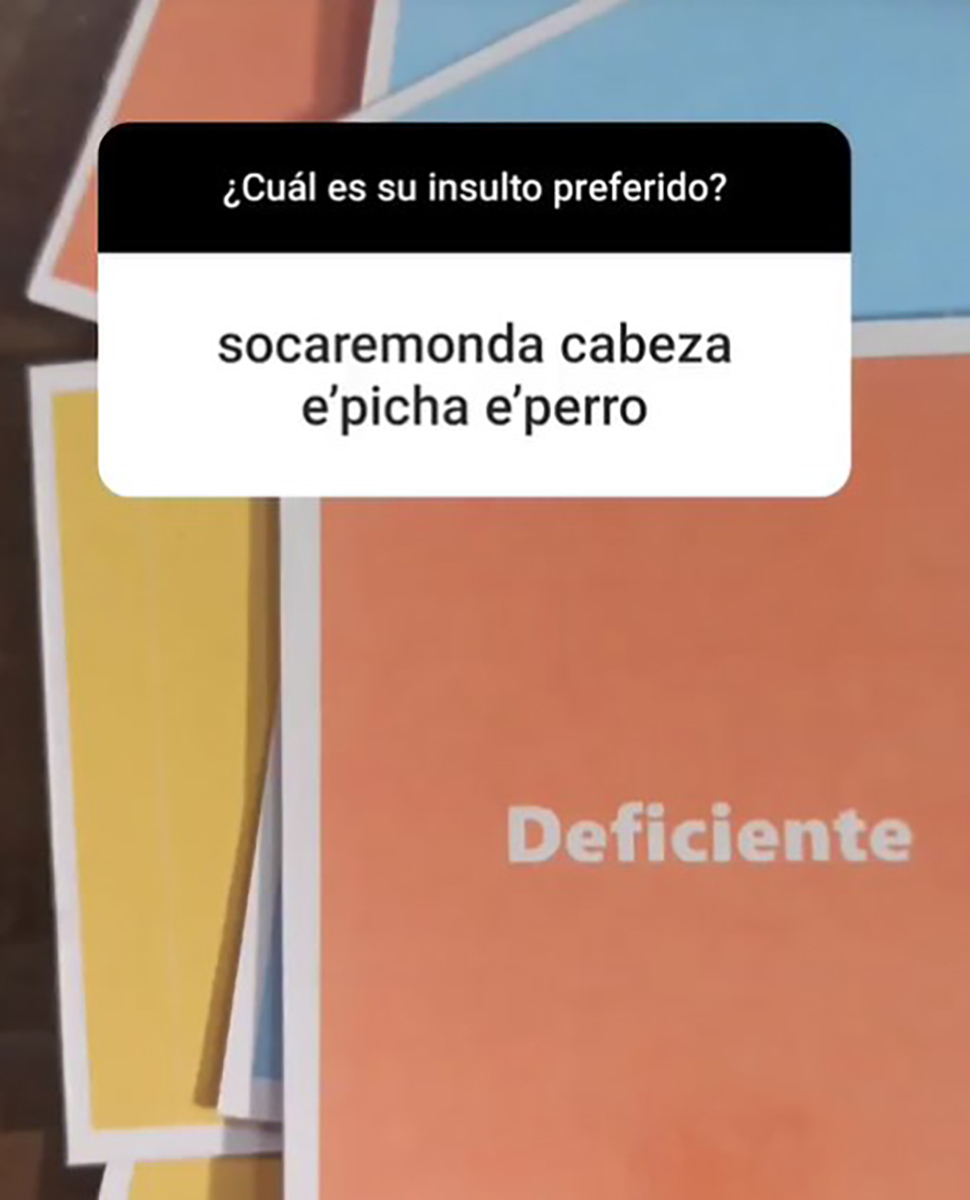 ¿Cuál es su insulto preferido?
socaremonda cabeza
e’picha e’perro
Deficiente